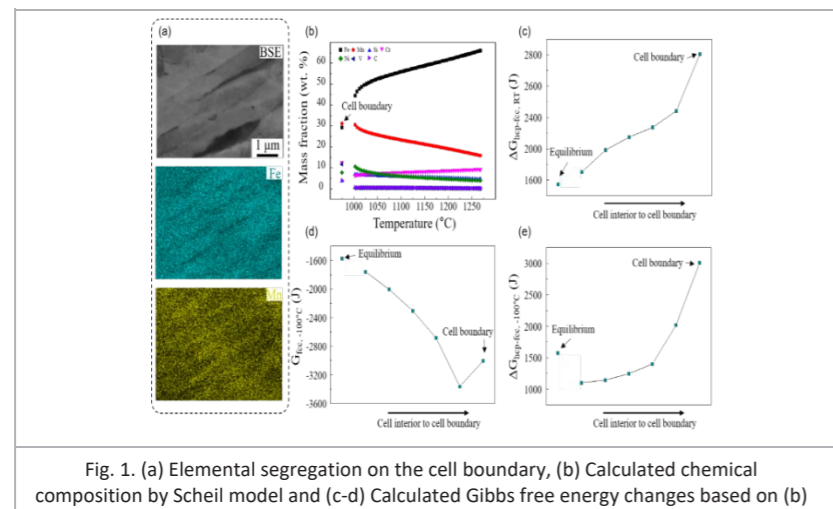 (a)
BSE
1 μm
Fe
Mn
(b)
Mass fraction (wt. %)
70
60
50
40
30
20
10
0
Fe Mn Si Cr
Ni V C
Cell boundary
1000 1050 1100 1150 1200 1250
Temperature (°C)
(c)
ΔGhcp-fcc, RT (J)
2800
2400
2000
1600
Cell boundary
Equilibrium
Cell interior to cell boundary
(d)
Gfcc, -100°C (J)
-1600
-2000
-2400
-2800
-3200
-3600
Equilibrium
Cell boundary
Cell interior to cell boundary
(e)
ΔGhcp-fcc, -100°C (J)
3000
2500
2000
1500
1000
Cell boundary
Equilibrium
Cell interior to cell boundary
Fig. 1. (a) Elemental segregation on the cell boundary, (b) Calculated chemical
composition by Scheil model and (c-d) Calculated Gibbs free energy changes based on (b)